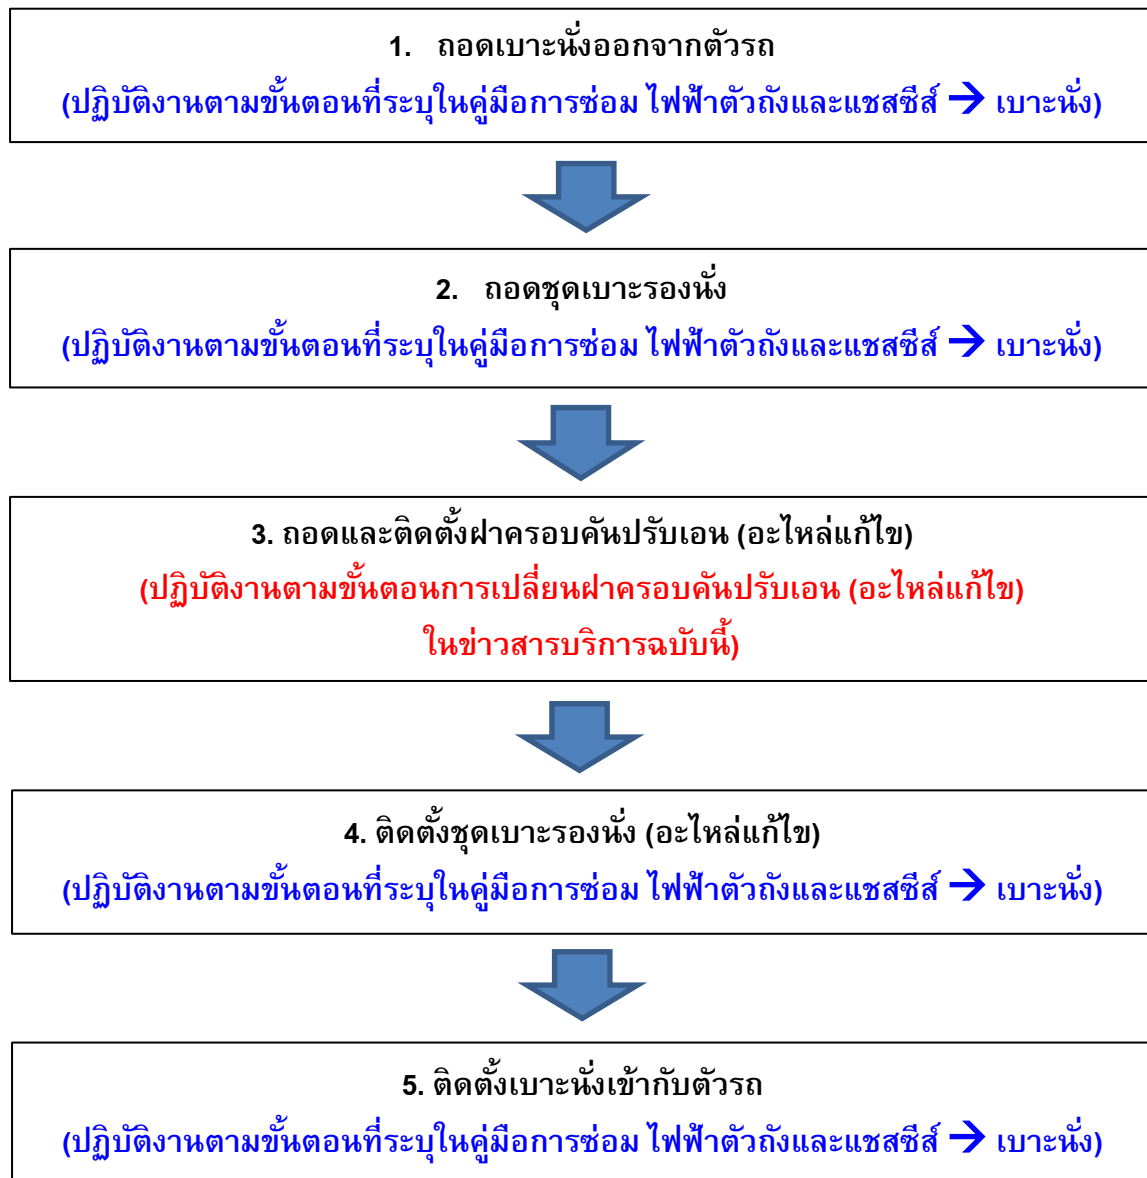 1. ถอดเบาะนั่งออกจากตัวรถ
(ปฏิบัติงานตามขั้นตอนที่ระบุในคู่มือการซ่อม ไฟฟ้าตัวถังและแชสซีส์ → เบาะนั่ง)
2. ถอดชุดเบาะรองนั่ง
(ปฏิบัติงานตามขั้นตอนที่ระบุในคู่มือการซ่อม ไฟฟ้าตัวถังและแชสซีส์ → เบาะนั่ง)
3. ถอดและติดตั้งฝาครอบคันปรับเอน (อะไหล่แก้ไข)
(ปฏิบัติงานตามขั้นตอนการเปลี่ยนฝาครอบคันปรับเอน (อะไหล่แก้ไข)
ในข่าวสารบริการฉบับนี้)
4. ติดตั้งชุดเบาะรองนั่ง (อะไหล่แก้ไข)
(ปฏิบัติงานตามขั้นตอนที่ระบุในคู่มือการซ่อม ไฟฟ้าตัวถังและแชสซีส์ → เบาะนั่ง)
5. ติดตั้งเบาะนั่งเข้ากับตัวรถ
(ปฏิบัติงานตามขั้นตอนที่ระบุในคู่มือการซ่อม ไฟฟ้าตัวถังและแชสซีส์ → เบาะนั่ง)